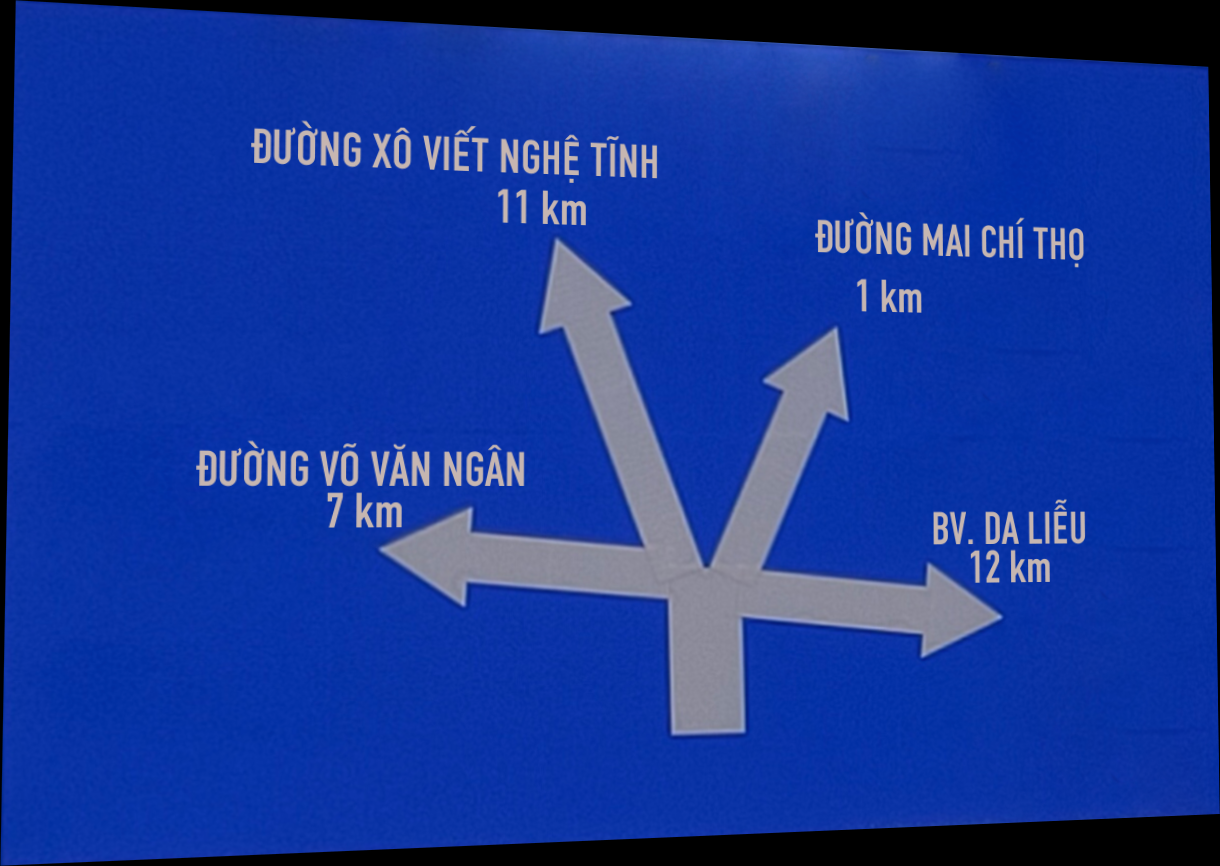 ĐƯỜNG XÔ VIẾT NGHỆ TĨNH
11 km
ĐƯỜNG MAI CHÍ THỌ
1 km
ĐƯỜNG VÕ VĂN NGÂN
7 km
BV. DA LIỄU
12 km